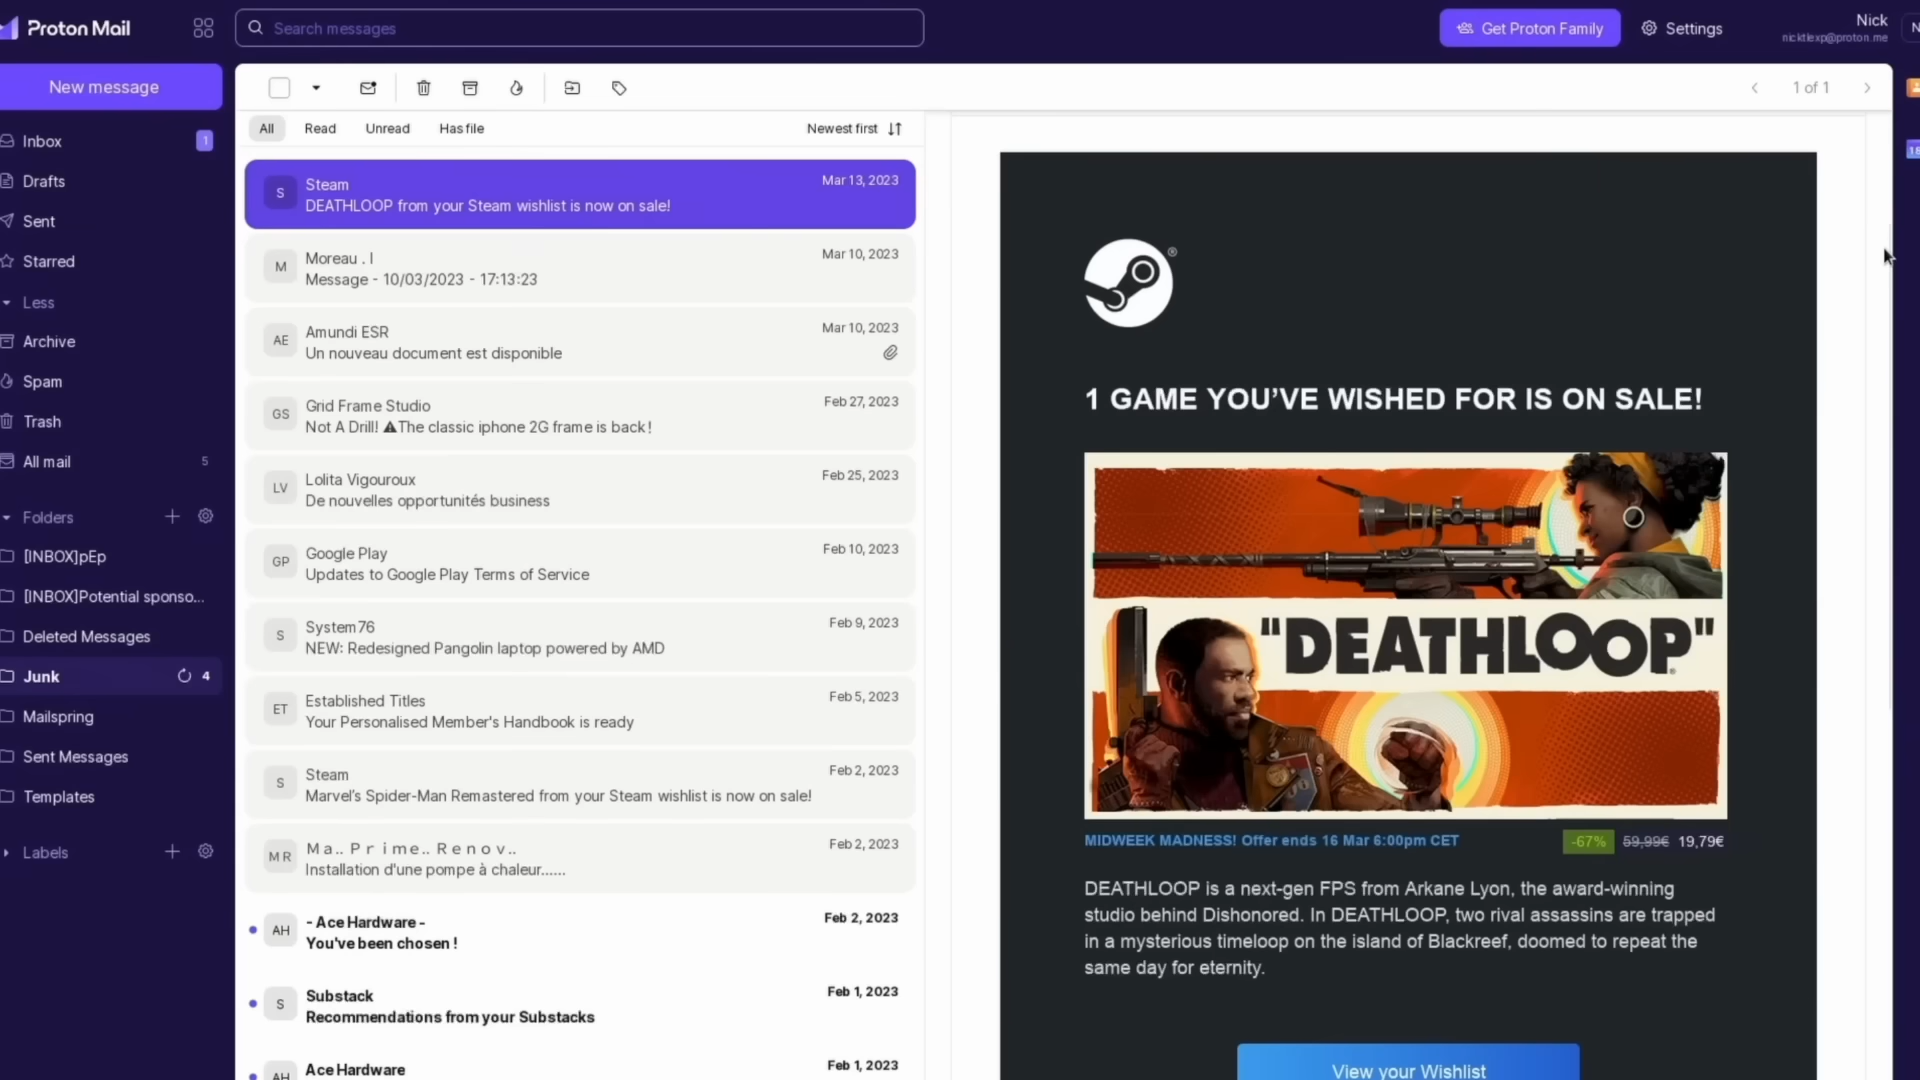 Proton Mail
Search messages
Get Proton Family
Settings
Nick
nicktlexp@proton.me
New message
1 of 1
Inbox
1
Drafts
Sent
Starred
Less
Archive
Spam
Trash
All mail
5
Folders
[INBOX]pEp
[INBOX]Potential sponso...
Deleted Messages
Junk
4
Mailspring
Sent Messages
Templates
Labels
All
Read
Unread
Has file
Newest first
S
Steam
Mar 13, 2023
DEATHLOOP from your Steam wishlist is now on sale!
M
Moreau . I
Mar 10, 2023
Message - 10/03/2023 - 17:13:23
AE
Amundi ESR
Mar 10, 2023
Un nouveau document est disponible
GS
Grid Frame Studio
Feb 27, 2023
Not A Drill! ⚠The classic iphone 2G frame is back!
LV
Lolita Vigouroux
Feb 25, 2023
De nouvelles opportunités business
GP
Google Play
Feb 10, 2023
Updates to Google Play Terms of Service
S
System76
Feb 9, 2023
NEW: Redesigned Pangolin laptop powered by AMD
ET
Established Titles
Feb 5, 2023
Your Personalised Member's Handbook is ready
S
Steam
Feb 2, 2023
Marvel's Spider-Man Remastered from your Steam wishlist is now on sale!
M R
M a . . P r i m e . . R e n o v . .
Feb 2, 2023
Installation d'une pompe à chaleur......
AH
- Ace Hardware -
Feb 2, 2023
You've been chosen !
S
Substack
Feb 1, 2023
Recommendations from your Substacks
AH
Ace Hardware
Feb 1, 2023
®
1 GAME YOU'VE WISHED FOR IS ON SALE!
"DEATHLOOP"
MIDWEEK MADNESS! Offer ends 16 Mar 6:00pm CET
-67%
59,99€
19,79€
DEATHLOOP is a next-gen FPS from Arkane Lyon, the award-winning
studio behind Dishonored. In DEATHLOOP, two rival assassins are trapped
in a mysterious timeloop on the island of Blackreef, doomed to repeat the
same day for eternity.
View your Wishlist
N
18